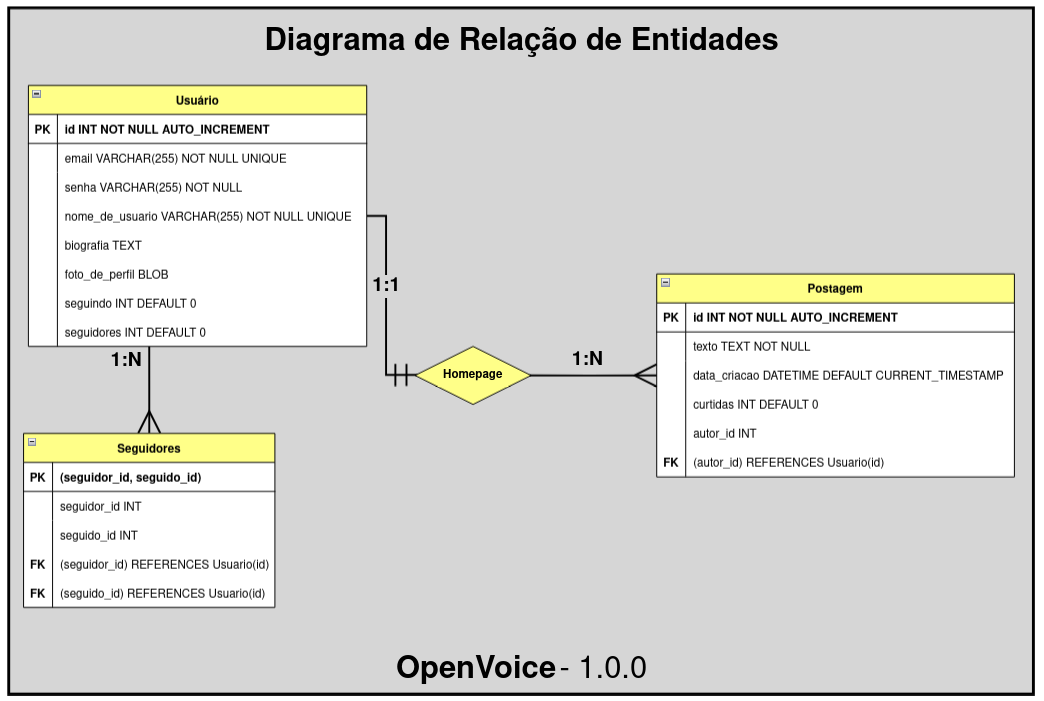 Diagrama de Relação de Entidades
Usuário
PK id INT NOT NULL AUTO_INCREMENT
email VARCHAR(255) NOT NULL UNIQUE
senha VARCHAR(255) NOT NULL
nome_de_usuario VARCHAR(255) NOT NULL UNIQUE
biografia TEXT
foto_de_perfil BLOB
seguindo INT DEFAULT 0
seguidores INT DEFAULT 0
1:1
1:N
Homepage
1:N
Postagem
PK id INT NOT NULL AUTO_INCREMENT
texto TEXT NOT NULL
data_criacao DATETIME DEFAULT CURRENT_TIMESTAMP
curtidas INT DEFAULT 0
autor_id INT
FK (autor_id) REFERENCES Usuario(id)
Seguidores
PK (seguidor_id, seguido_id)
seguidor_id INT
seguido_id INT
FK (seguidor_id) REFERENCES Usuario(id)
FK (seguido_id) REFERENCES Usuario(id)
OpenVoice - 1.0.0